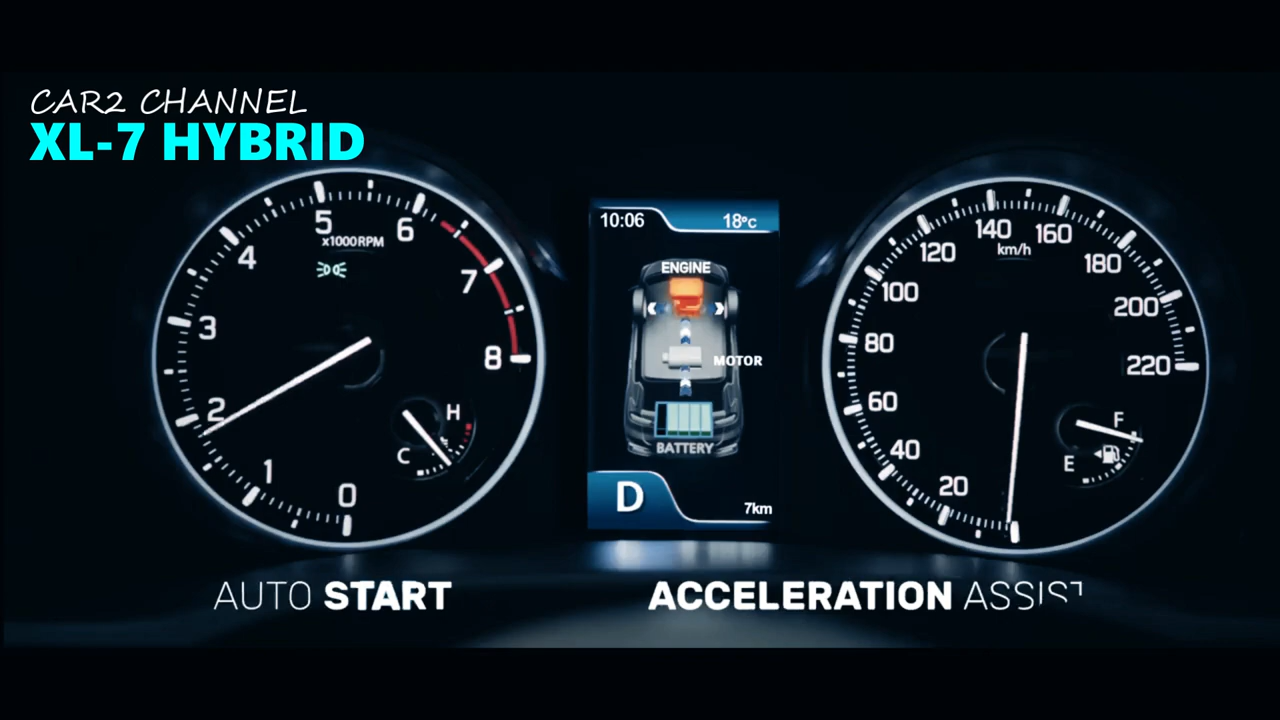 CAR2 CHANNEL
XL-7 HYBRID
0
1
2
3
4
5
6
7
8
x1000RPM
C
H
10:06 18°C
ENGINE
MOTOR
BATTERY
D
7km
20
40
60
80
100
120
140
160
180
200
220
km/h
E
F
AUTO START
ACCELERATION ASSIST